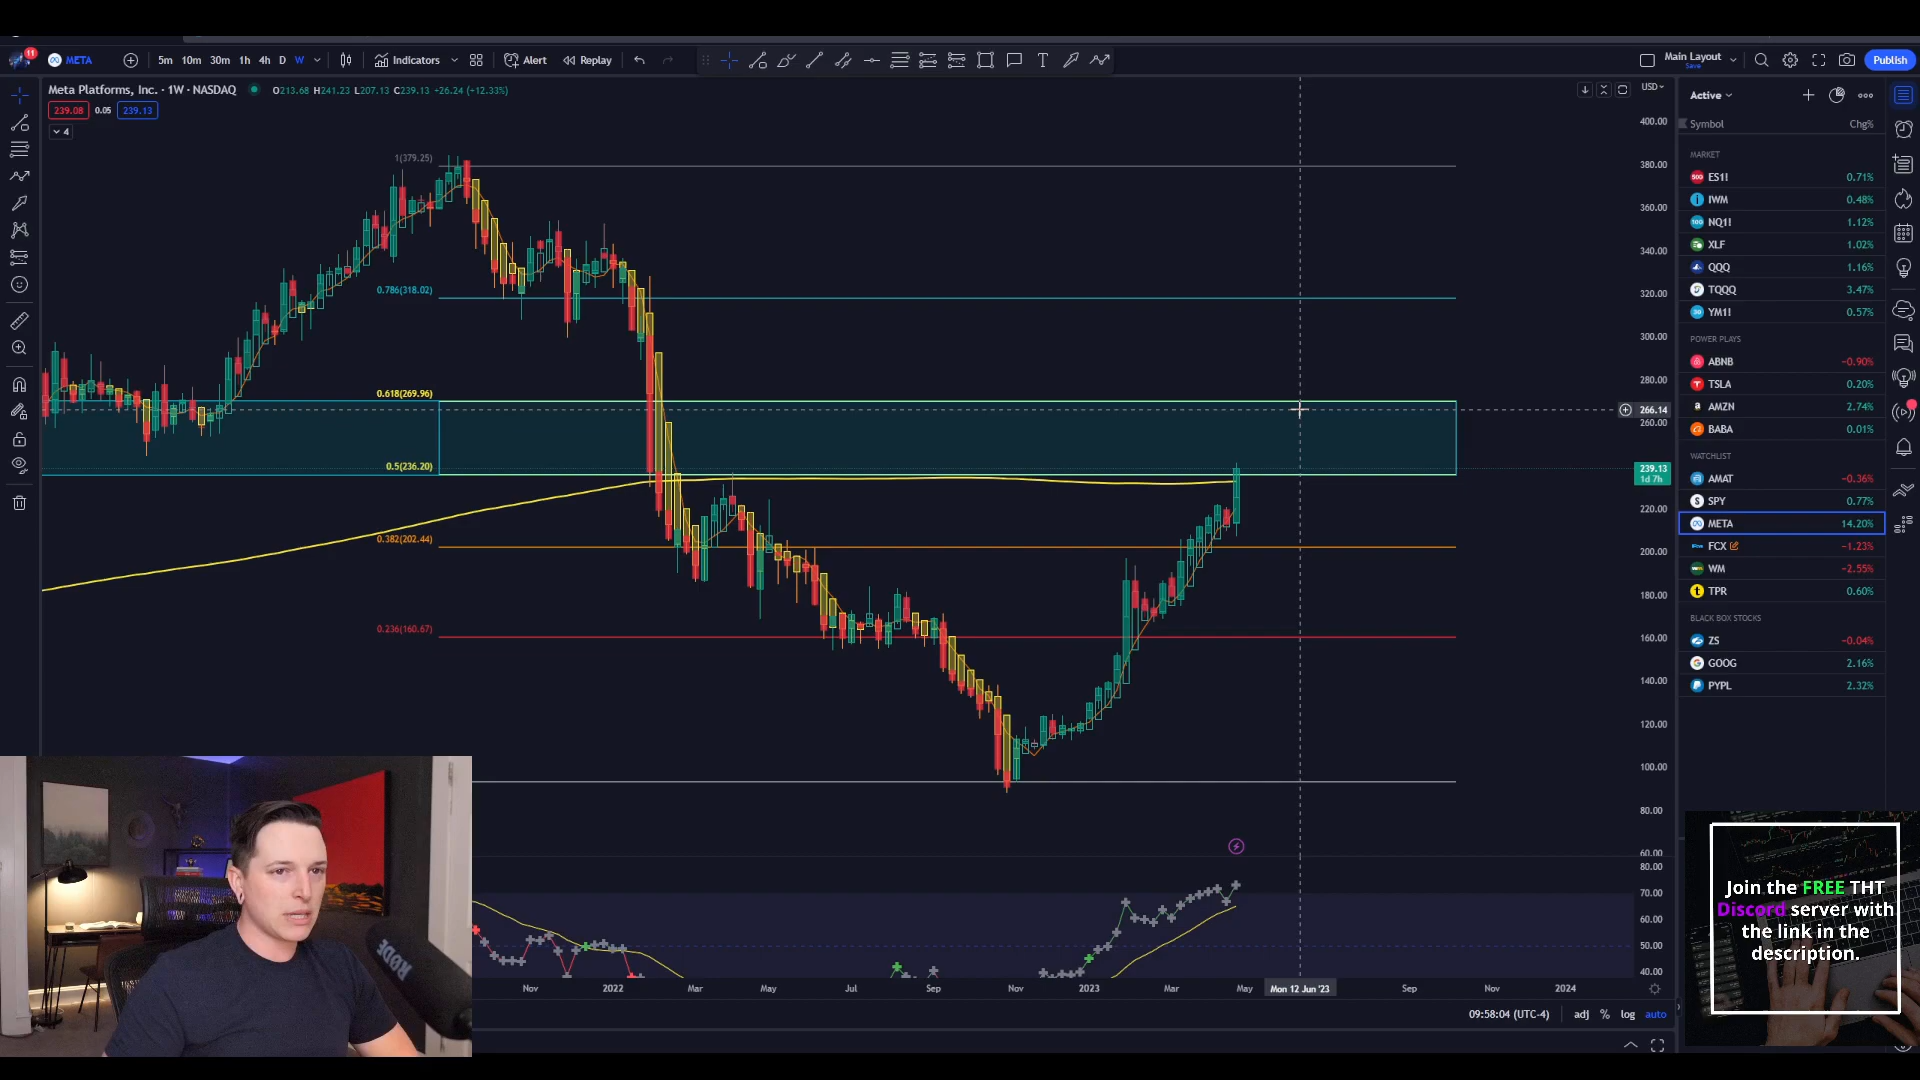 11
META
5m 10m 30m 1h 4h D W
Indicators
Alert
Replay
Main Layout
Save
Publish
Meta Platforms, Inc. · 1W · NASDAQ
O213.68 H241.23 L207.13 C239.13 +26.24 (+12.33%)
239.08 0.05 239.13
4
USD
400.00
380.00
360.00
340.00
320.00
300.00
280.00
266.14
260.00
239.13
1d 7h
220.00
200.00
180.00
160.00
140.00
120.00
100.00
80.00
60.00
80.00
70.00
60.00
50.00
40.00
1(379.25)
0.786(318.02)
0.618(269.96)
0.5(236.20)
0.382(202.44)
0.236(160.67)
Nov 2022 Mar May Jul Sep Nov 2023 Mar May Mon 12 Jun '23 Sep Nov 2024
09:58:04 (UTC-4) adj % log auto
Active
Symbol Chg%
MARKET
500 ES1! 0.71%
IWM 0.48%
100 NQ1! 1.12%
XLF 1.02%
QQQ 1.16%
TQQQ 3.47%
30 YM1! 0.57%
POWER PLAYS
ABNB −0.90%
TSLA 0.20%
AMZN 2.74%
BABA 0.01%
WATCHLIST
AMAT −0.36%
SPY 0.77%
META 14.20%
FCX −1.23%
WM −2.55%
TPR 0.60%
BLACK BOX STOCKS
ZS −0.04%
GOOG 2.16%
PYPL 2.32%
RØDE
Join the FREE THT
Discord server with
the link in the
description.